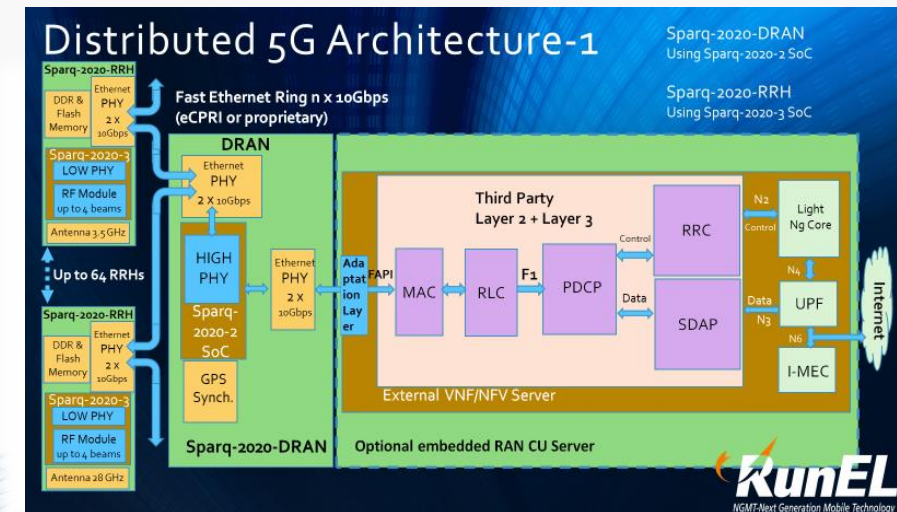 Distributed 5G Architecture-1
Sparq-2020-DRAN
Using Sparq-2020-2 SoC
Sparq-2020-RRH
Using Sparq-2020-3 SoC
Sparq-2020-RRH
DDR &
Flash
Memory
Ethernet
PHY
2 x
10Gbps
Sparq-2020-3
LOW PHY
RF Module
up to 4 beams
Antenna 3.5 GHz
Up to 64 RRHs
Sparq-2020-RRH
DDR &
Flash
Memory
Ethernet
PHY
2 x
10Gbps
Sparq-2020-3
LOW PHY
RF Module
up to 4 beams
Antenna 28 GHz
Fast Ethernet Ring n x 10Gbps
(eCPRI or proprietary)
DRAN
Ethernet
PHY
2 x 10Gbps
HIGH
PHY
Sparq-
2020-2
SoC
GPS
Synch.
Ethernet
PHY
2 x
10Gbps
Sparq-2020-DRAN
Ada
ptat
ion
Lay
er
FAPI
Third Party
Layer 2 + Layer 3
MAC
RLC
F1
PDCP
Control
Data
RRC
SDAP
External VNF/NFV Server
Optional embedded RAN CU Server
N2
Control
Data
N3
Light
Ng Core
N4
UPF
N6
I-MEC
Internet
RunEL
NGMT-Next Generation Mobile Technology